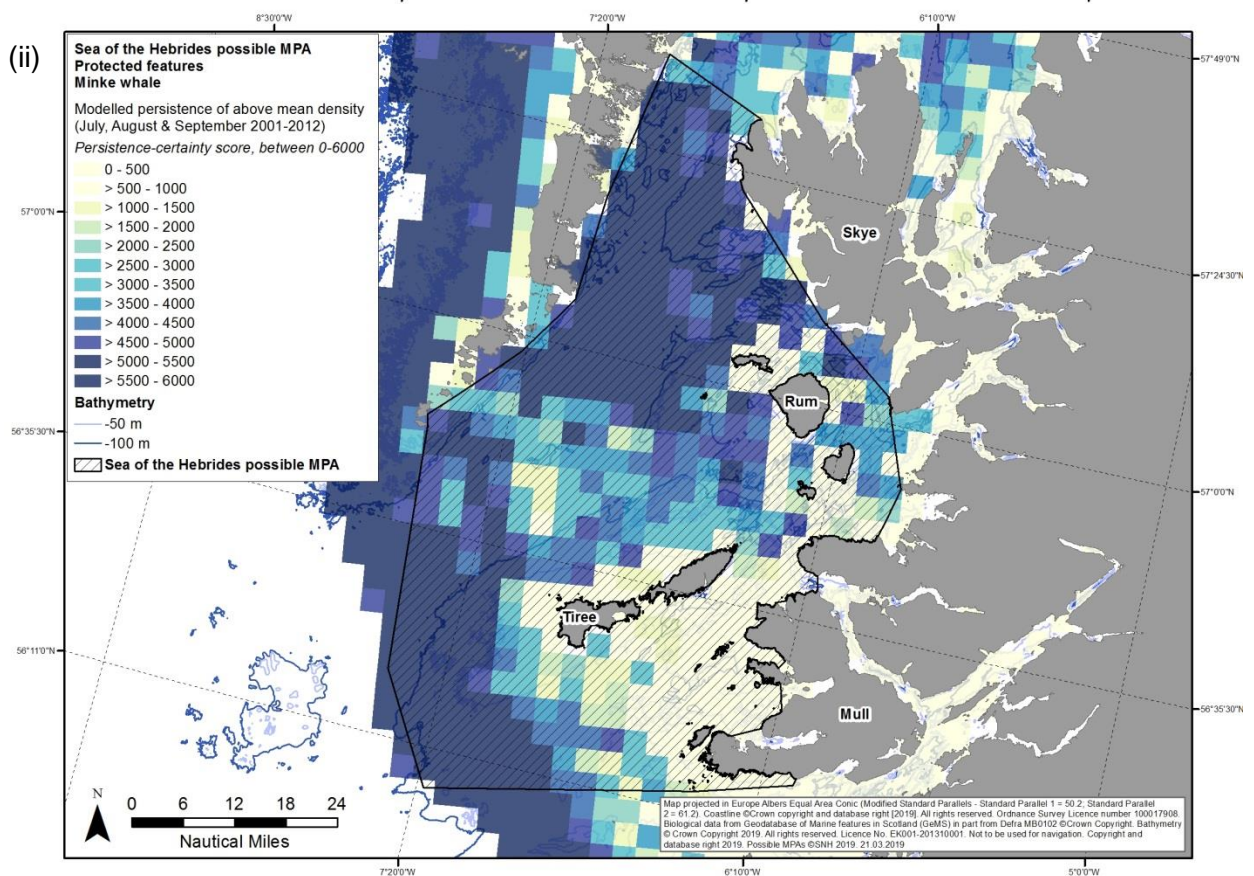 8°30'0"W 7°20'0"W 6°10'0"W
(ii)
Sea of the Hebrides possible MPA
Protected features
Minke whale
Modelled persistence of above mean density
(July, August & September 2001-2012)
Persistence-certainty score, between 0-6000
0 - 500
> 500 - 1000
> 1000 - 1500
> 1500 - 2000
> 2000 - 2500
> 2500 - 3000
> 3000 - 3500
> 3500 - 4000
> 4000 - 4500
> 4500 - 5000
> 5000 - 5500
> 5500 - 6000
Bathymetry
-50 m
-100 m
Sea of the Hebrides possible MPA
57°49'0"N
57°0'0"N
Skye
57°24'30"N
Rum
56°35'30"N
57°0'0"N
Tiree
56°11'0"N
Mull
56°35'30"N
N
0 6 12 18 24
Nautical Miles
Map projected in Europe Albers Equal Area Conic (Modified Standard Parallels - Standard Parallel 1 = 50.2; Standard Parallel
2 = 61.2). Coastline ©Crown copyright and database right [2019]. All rights reserved. Ordnance Survey Licence number 100017908.
Biological data from Geodatabase of Marine features in Scotland (GeMS) in part from Defra MB0102 ©Crown Copyright. Bathymetry
© Crown Copyright 2019. All rights reserved. Licence No. EK001-201310001. Not to be used for navigation. Copyright and
database right 2019. Possible MPAs ©SNH 2019. 21.03.2019
7°20'0"W 6°10'0"W 5°0'0"W